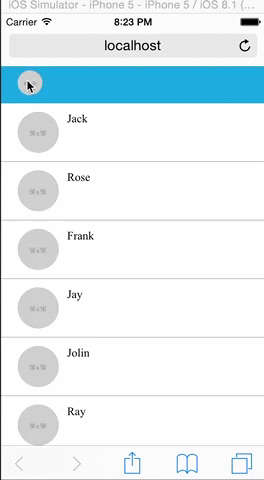 iOS Simulator - iPhone 5 - iPhone 5 / iOS 8.1 (...
Carrier 8:23 PM
localhost
Jack
50 x 50
Rose
50 x 50
Frank
50 x 50
Jay
50 x 50
Jolin
50 x 50
Ray
50 x 50